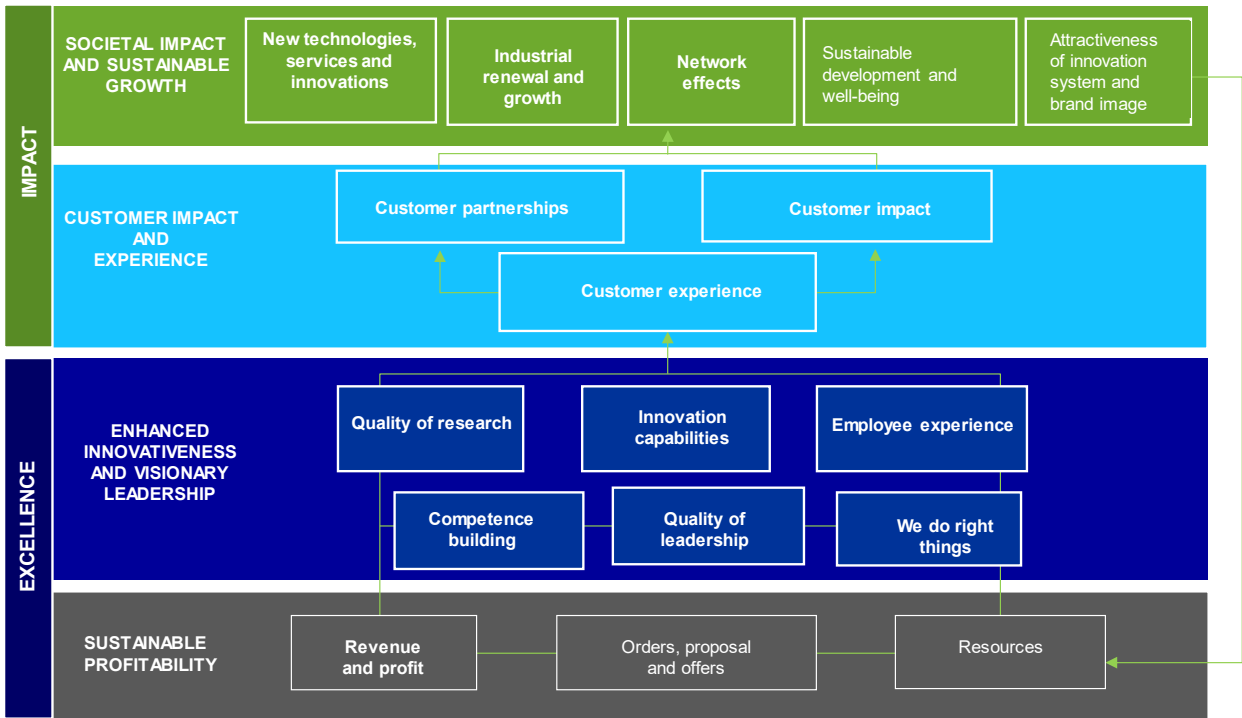 IMPACT
SOCIETAL IMPACT
AND SUSTAINABLE
GROWTH
New technologies,
services and
innovations
Industrial
renewal and
growth
Network
effects
Sustainable
development and
well-being
Attractiveness
of innovation
system and
brand image
CUSTOMER IMPACT
AND
EXPERIENCE
Customer partnerships
Customer impact
Customer experience
EXCELLENCE
ENHANCED
INNOVATIVENESS
AND VISIONARY
LEADERSHIP
Quality of research
Innovation
capabilities
Employee experience
Competence
building
Quality of
leadership
We do right
things
SUSTAINABLE
PROFITABILITY
Revenue
and profit
Orders, proposal
and offers
Resources